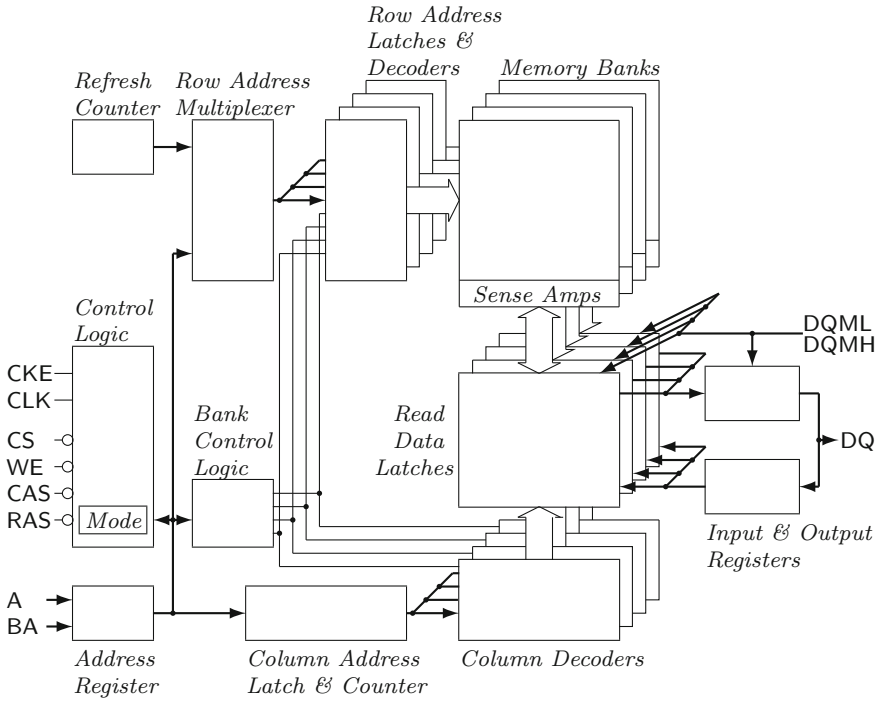 Row Address
Latches &
Decoders
Memory Banks
Refresh
Counter
Row Address
Multiplexer
Sense Amps
Control
Logic
DQML
DQMH
CKE
CLK
CS
WE
CAS
RAS
Mode
Bank
Control
Logic
Read
Data
Latches
DQ
Input & Output
Registers
A
BA
Address
Register
Column Address
Latch & Counter
Column Decoders